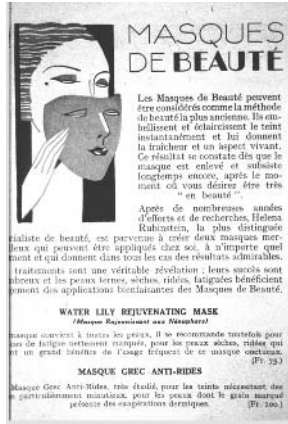 MASQUES
DE BEAUTÉ
Les Masques de Beauté peuvent
être considérés comme la méthode
de beauté la plus ancienne. Ils em-
bellissent et éclaircissent le teint
instantanément et lui donnent
la fraîcheur et un aspect vivant.
Ce résultat se constate dès que le
masque est enlevé et subsiste
longtemps encore, après le mo-
ment où vous désirez être très
" en beauté ".
Après de nombreuses années
d'efforts et de recherches, Helena
Rubinstein, la plus distinguée
cialiste de beauté, est parvenue à créer deux masques mer-
lleux qui peuvent être appliqués chez soi, à n'importe quel
ment et qui donnent dans tous les cas des résultats admirables.
traitements sont une véritable révélation ; leurs succès sont
mbreux et les peaux ternes, sèches, ridées, fatiguées bénéficient
gement des applications bienfaisantes des Masques de Beauté.
WATER LILY REJUVENATING MASK
(Masque Rajeunissant aux Nénuphars)
masque convient à toutes les peaux, il se recommande toutefois pour
cas de fatigue nettement marquée, pour les peaux sèches, ridées qui
nt un grand bénéfice de l'usage fréquent de ce masque onctueux.
(Fr. 75.)
MASQUE GREC ANTI-RIDES
Masque Grec Anti-Rides, très étudié, pour les teints nécessitant des
particulièrement minutieux, pour les peaux dont le grain marqué
présente des exagérations dermiques. (Fr. 100.)